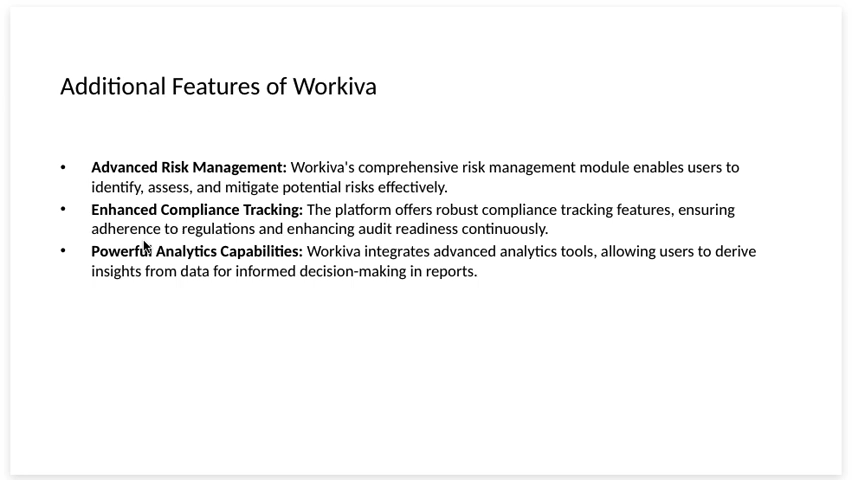 Additional Features of Workiva
• Advanced Risk Management: Workiva's comprehensive risk management module enables users to
identify, assess, and mitigate potential risks effectively.
• Enhanced Compliance Tracking: The platform offers robust compliance tracking features, ensuring
adherence to regulations and enhancing audit readiness continuously.
• Powerful Analytics Capabilities: Workiva integrates advanced analytics tools, allowing users to derive
insights from data for informed decision-making in reports.